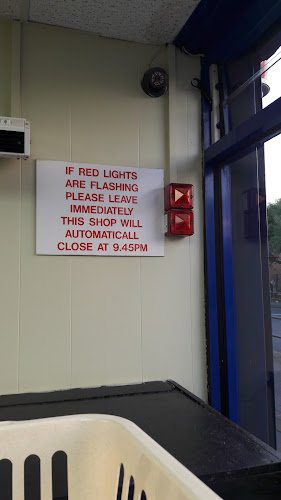 IF RED LIGHTS
ARE FLASHING
PLEASE LEAVE
IMMEDIATELY
THIS SHOP WILL
AUTOMATICALL
CLOSE AT 9.45PM